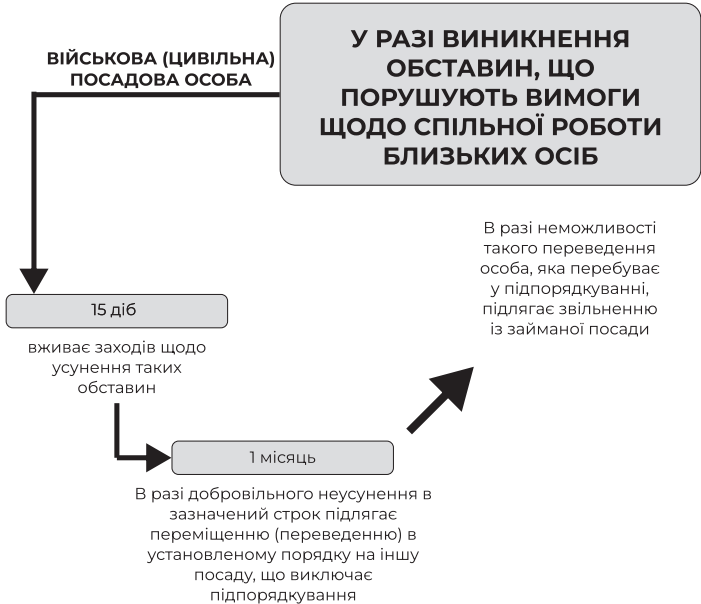 У РАЗІ ВИНИКНЕННЯ
ОБСТАВИН, ЩО
ПОРУШУЮТЬ ВИМОГИ
ЩОДО СПІЛЬНОЇ РОБОТИ
БЛИЗЬКИХ ОСІБ
ВІЙСЬКОВА (ЦИВІЛЬНА)
ПОСАДОВА ОСОБА
15 діб
вживає заходів щодо
усунення таких
обставин
1 місяць
В разі добровільного неусунення в
зазначений строк підлягає
переміщенню (переведенню) в
установленому порядку на іншу
посаду, що виключає
підпорядкування
В разі неможливості
такого переведення
особа, яка перебуває
у підпорядкуванні,
підлягає звільненню
із займаної посади